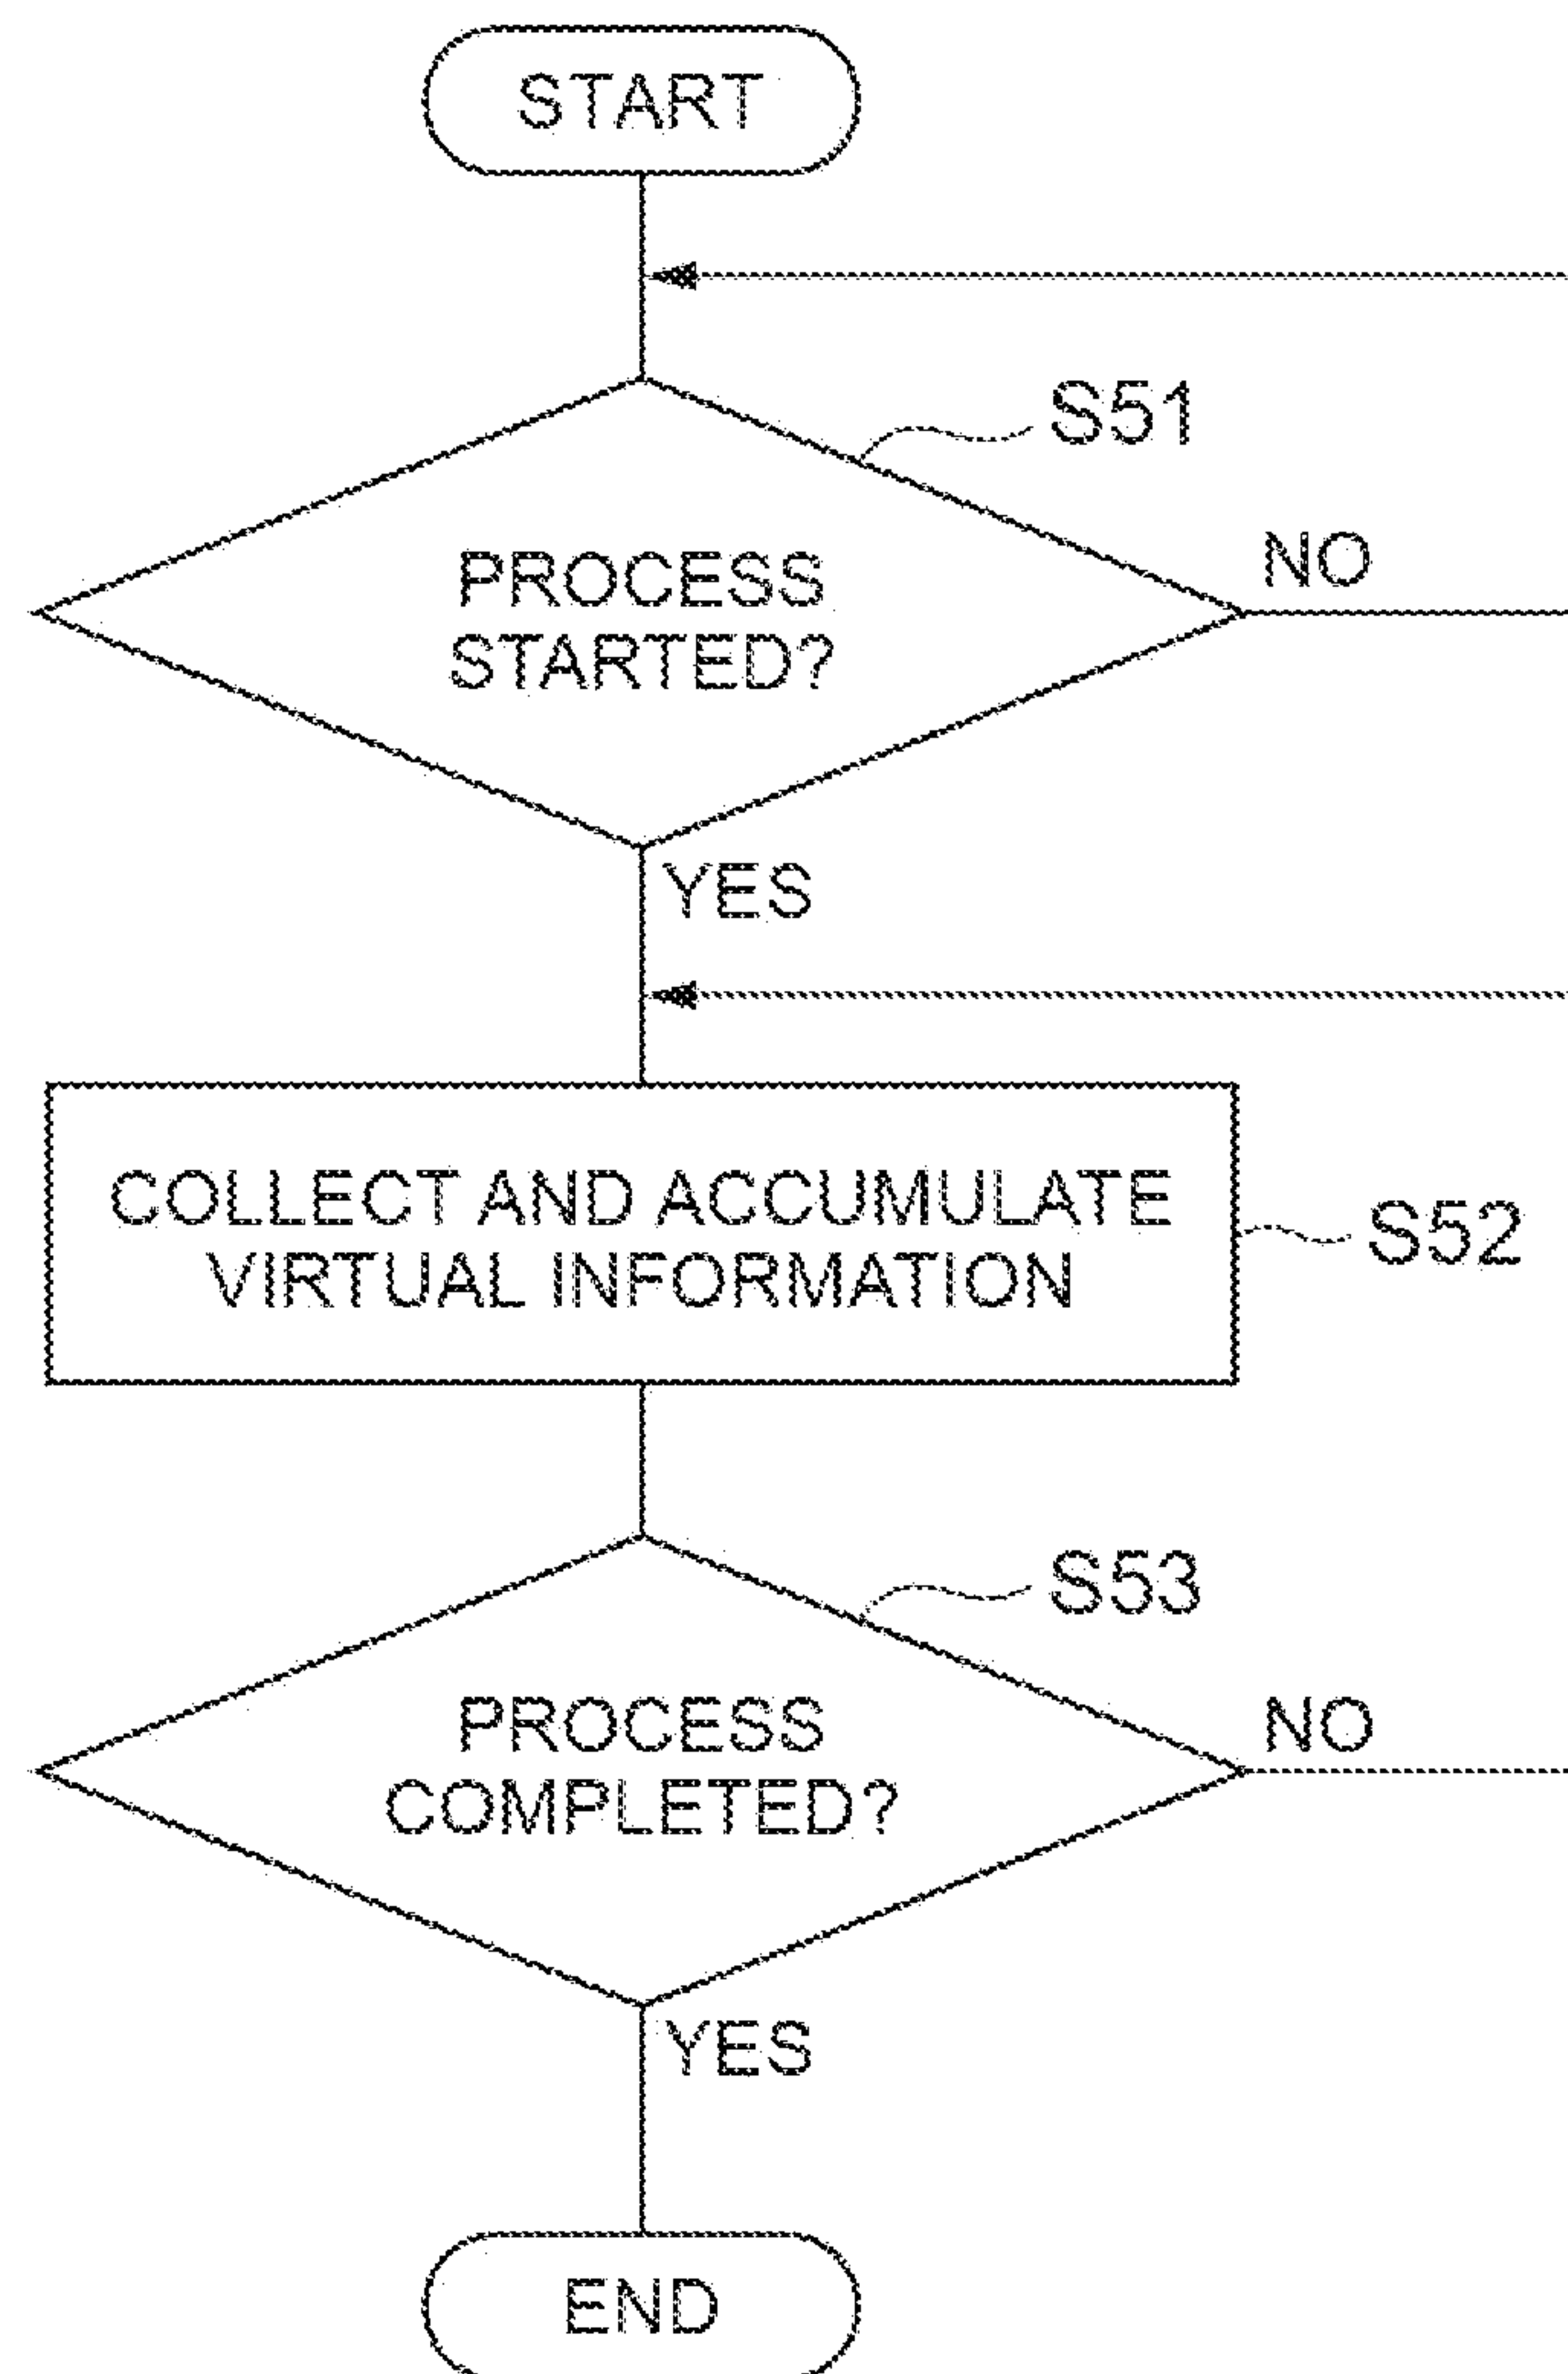 START
S51
PROCESS
STARTED?
NO
YES
COLLECT AND ACCUMULATE
VIRTUAL INFORMATION
S52
S53
PROCESS
COMPLETED?
NO
YES
END